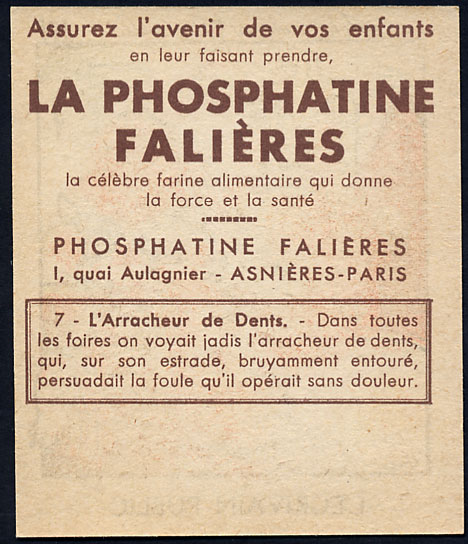 Assurez l'avenir de vos enfants
en leur faisant prendre,
LA PHOSPHATINE
FALIÈRES
la célèbre farine alimentaire qui donne
la force et la santé
PHOSPHATINE FALIÈRES
1, quai Aulagnier - ASNIÈRES-PARIS
7 - L'Arracheur de Dents. - Dans toutes
les foires on voyait jadis l'arracheur de dents,
qui, sur son estrade, bruyamment entouré,
persuadait la foule qu'il opérait sans douleur.